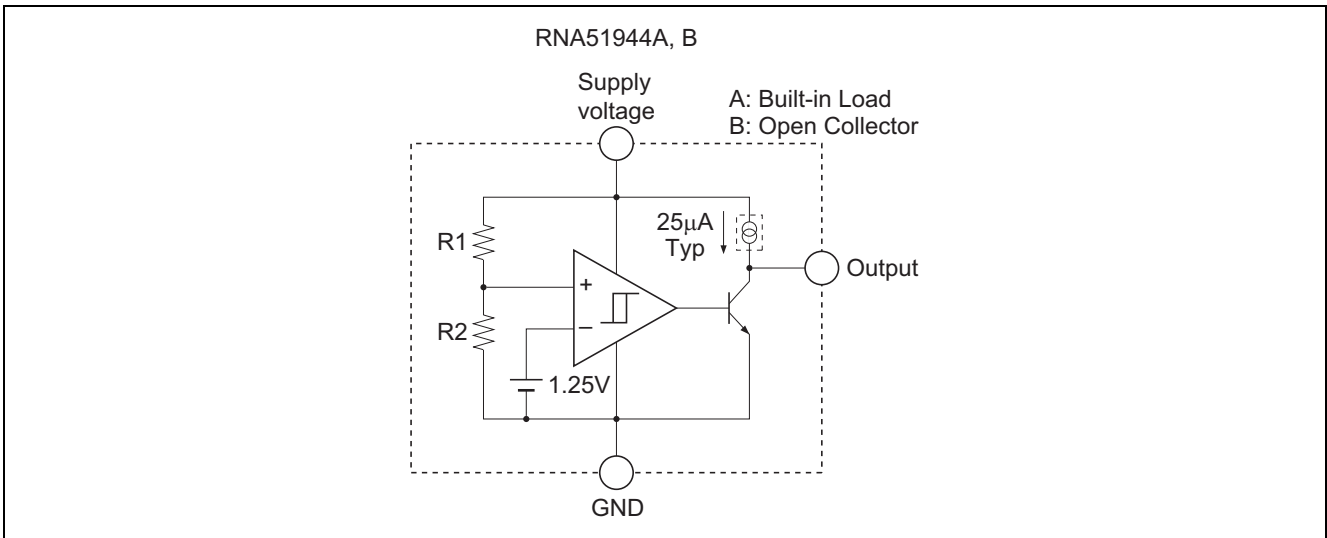 RNA51944A, B
Supply
voltage
A: Built-in Load
B: Open Collector
25μA
Typ
R1
+
Output
R2
−
1.25V
GND